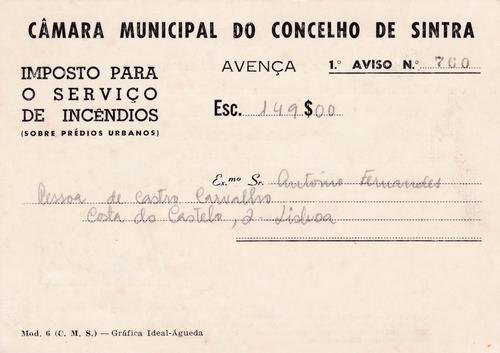 CÂMARA MUNICIPAL DO CONCELHO DE SINTRA
IMPOSTO PARA
O SERVIÇO
DE INCÊNDIOS
(SOBRE PRÉDIOS URBANOS)
AVENÇA 1.º AVISO N.º 760
Esc. 149$00
Ex.mo Sr. António Fernandes
Pessoa de Castro Carvalho
Costa do Castelo, 2 Lisboa
Mod. 6 (C. M. S.) — Gráfica Ideal-Águeda